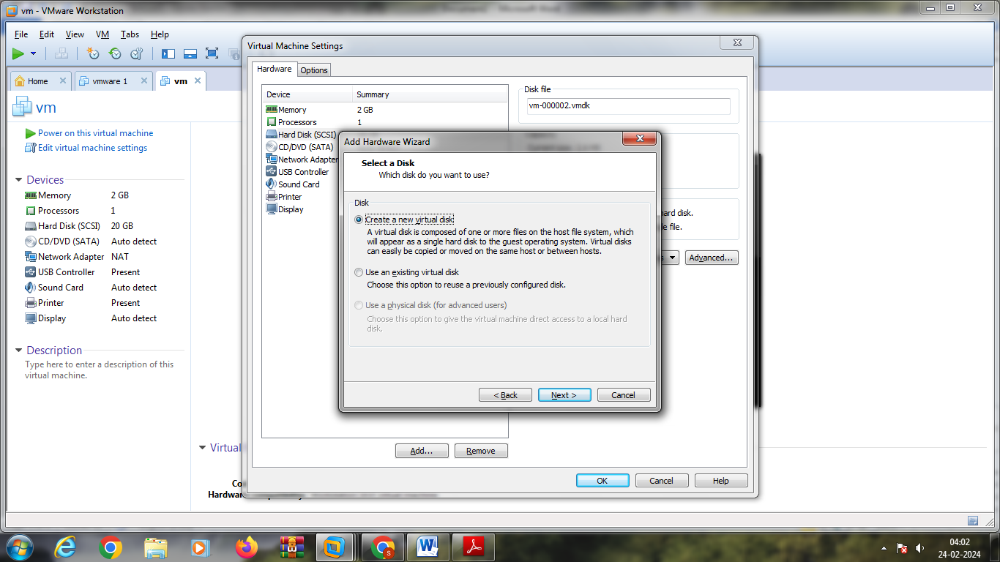 vm - VMware Workstation
File Edit View VM Tabs Help
Home vmware 1 vm
vm
Power on this virtual machine
Edit virtual machine settings
Devices
Memory 2 GB
Processors 1
Hard Disk (SCSI) 20 GB
CD/DVD (SATA) Auto detect
Network Adapter NAT
USB Controller Present
Sound Card Auto detect
Printer Present
Display Auto detect
Description
Type here to enter a description of this
virtual machine.
Virtual
Virtual Machine Settings
Hardware Options
Device Summary
Memory 2 GB
Processors 1
Hard Disk (SCSI)
CD/DVD (SATA)
Network Adapter
USB Controller
Sound Card
Printer
Display
Add... Remove
Disk file
vm-000002.vmdk
hard disk.
file.
Advanced...
OK Cancel Help
Add Hardware Wizard
Select a Disk
Which disk do you want to use?
Disk
Create a new virtual disk
A virtual disk is composed of one or more files on the host file system, which
will appear as a single hard disk to the guest operating system. Virtual disks
can easily be copied or moved on the same host or between hosts.
Use an existing virtual disk
Choose this option to reuse a previously configured disk.
Use a physical disk (for advanced users)
Choose this option to give the virtual machine direct access to a local hard
disk.
< Back Next > Cancel
04:02
24-02-2024